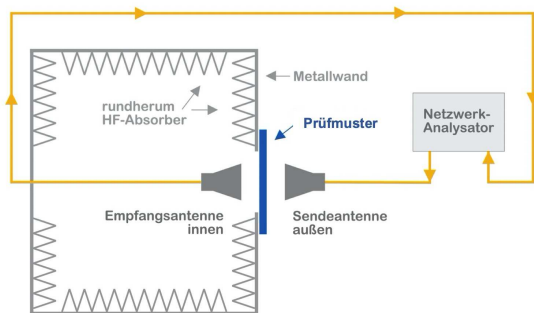 Metallwand
rundherum
HF-Absorber
Prüfmuster
Netzwerk-
Analysator
Empfangsantenne
innen
Sendeantenne
außen